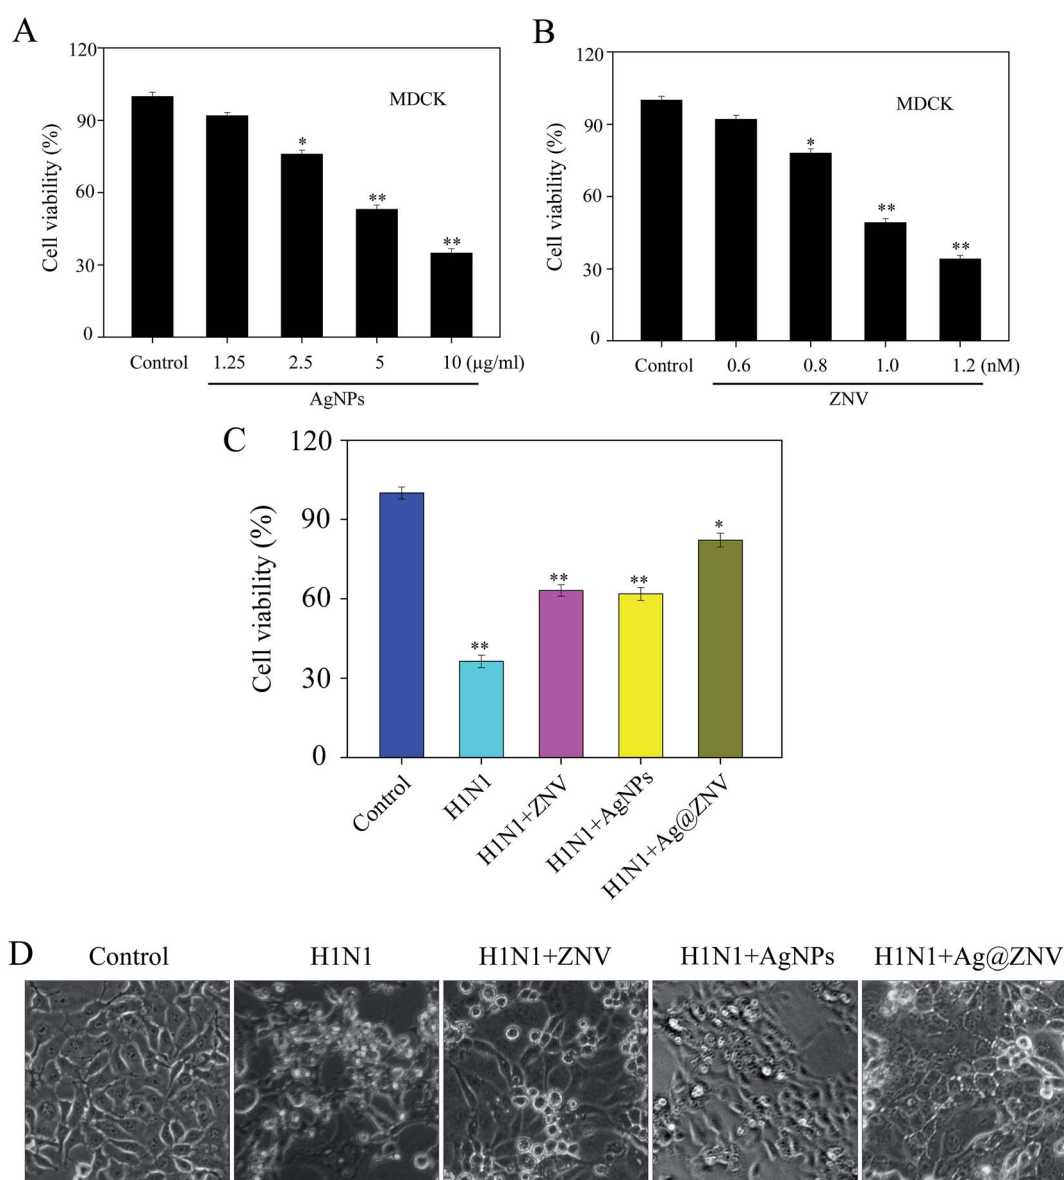 A
120
90
60
30
0
Cell viability (%)
MDCK
*
**
**
Control 1.25 2.5 5 10 (μg/ml)
AgNPs
B
120
90
60
30
0
Cell viability (%)
MDCK
*
**
**
Control 0.6 0.8 1.0 1.2 (nM)
ZNV
C
120
90
60
30
0
Cell viability (%)
**
**
**
*
Control
H1N1
H1N1+ZNV
H1N1+AgNPs
H1N1+Ag@ZNV
D
Control H1N1 H1N1+ZNV H1N1+AgNPs H1N1+Ag@ZNV